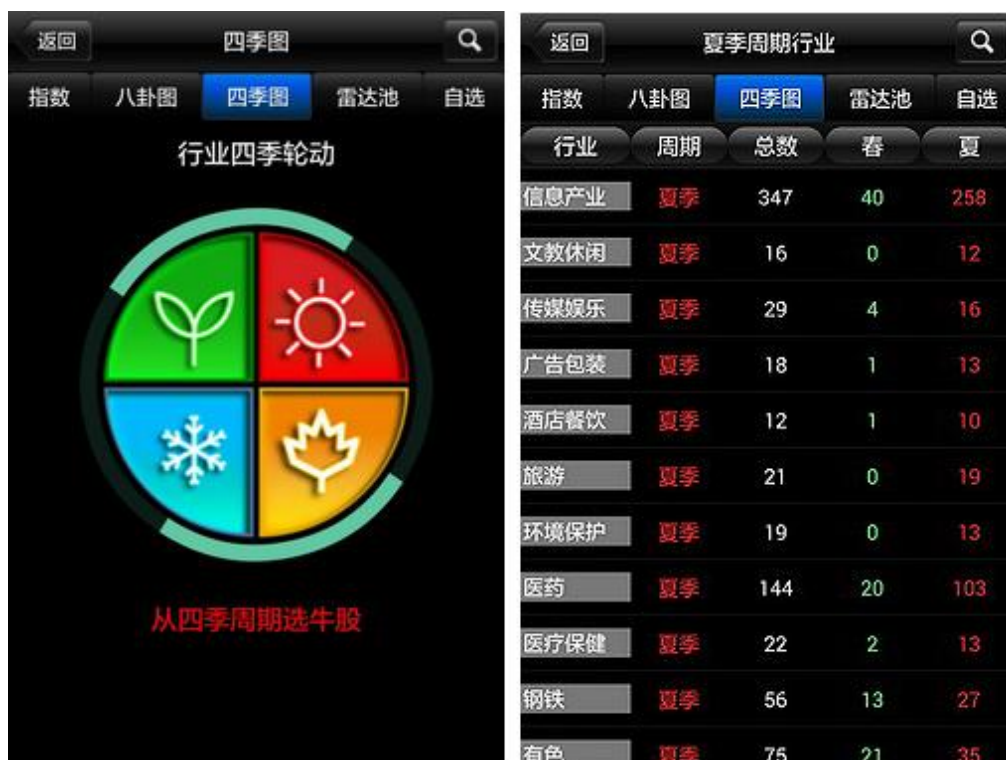 返回 四季图
指数 八卦图 四季图 雷达池 自选
行业四季轮动
从四季周期选牛股
返回 夏季周期行业
指数 八卦图 四季图 雷达池 自选
行业 周期 总数 春 夏
信息产业 夏季 347 40 258
文教休闲 夏季 16 0 12
传媒娱乐 夏季 29 4 16
广告包装 夏季 18 1 13
酒店餐饮 夏季 12 1 10
旅游 夏季 21 0 19
环境保护 夏季 19 0 13
医药 夏季 144 20 103
医疗保健 夏季 22 2 13
钢铁 夏季 56 13 27
有色 夏季 75 21 35